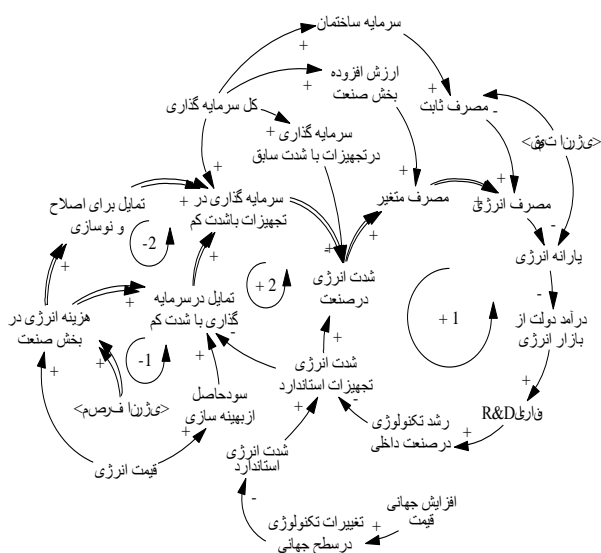 سرمایه ساختمان
ارزش افزوده
بخش صنعت
کل سرمایه گذاری
مصرف ثابت
سرمایه گذاری
درتجهیزات با شدت سابق
تمایل برای اصلاح
و نوسازی
سرمایه گذاری در
تجهیزات باشدت کم
مصرف متغیر
مصرف انرژی
یارانه انرژی
-2
+ 2
+ 1
-1
شدت انرژی
درصنعت
هزینه انرژی در
بخش صنعت
تمایل درسرمایه
گذاری با شدت کم
درآمد دولت از
بازار انرژی
شدت انرژی
تجهیزات استاندارد
سودحاصل
ازبهینه سازی
رشد تکنولوژی
درصنعت داخلی
R&D
قیمت انرژی
شدت انرژی
استاندارد
تغییرات تکنولوژی
درسطح جهانی
افزایش جهانی
قیمت